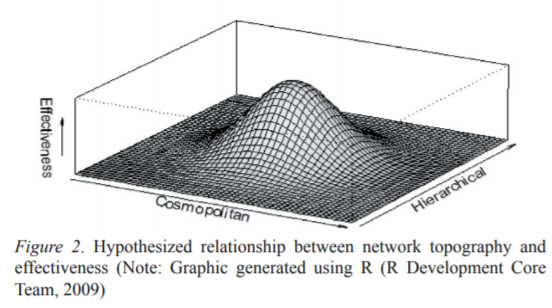 Effectiveness
Cosmopolitan
Hierarchical
Figure 2. Hypothesized relationship between network topography and
effectiveness (Note: Graphic generated using R (R Development Core
Team, 2009)